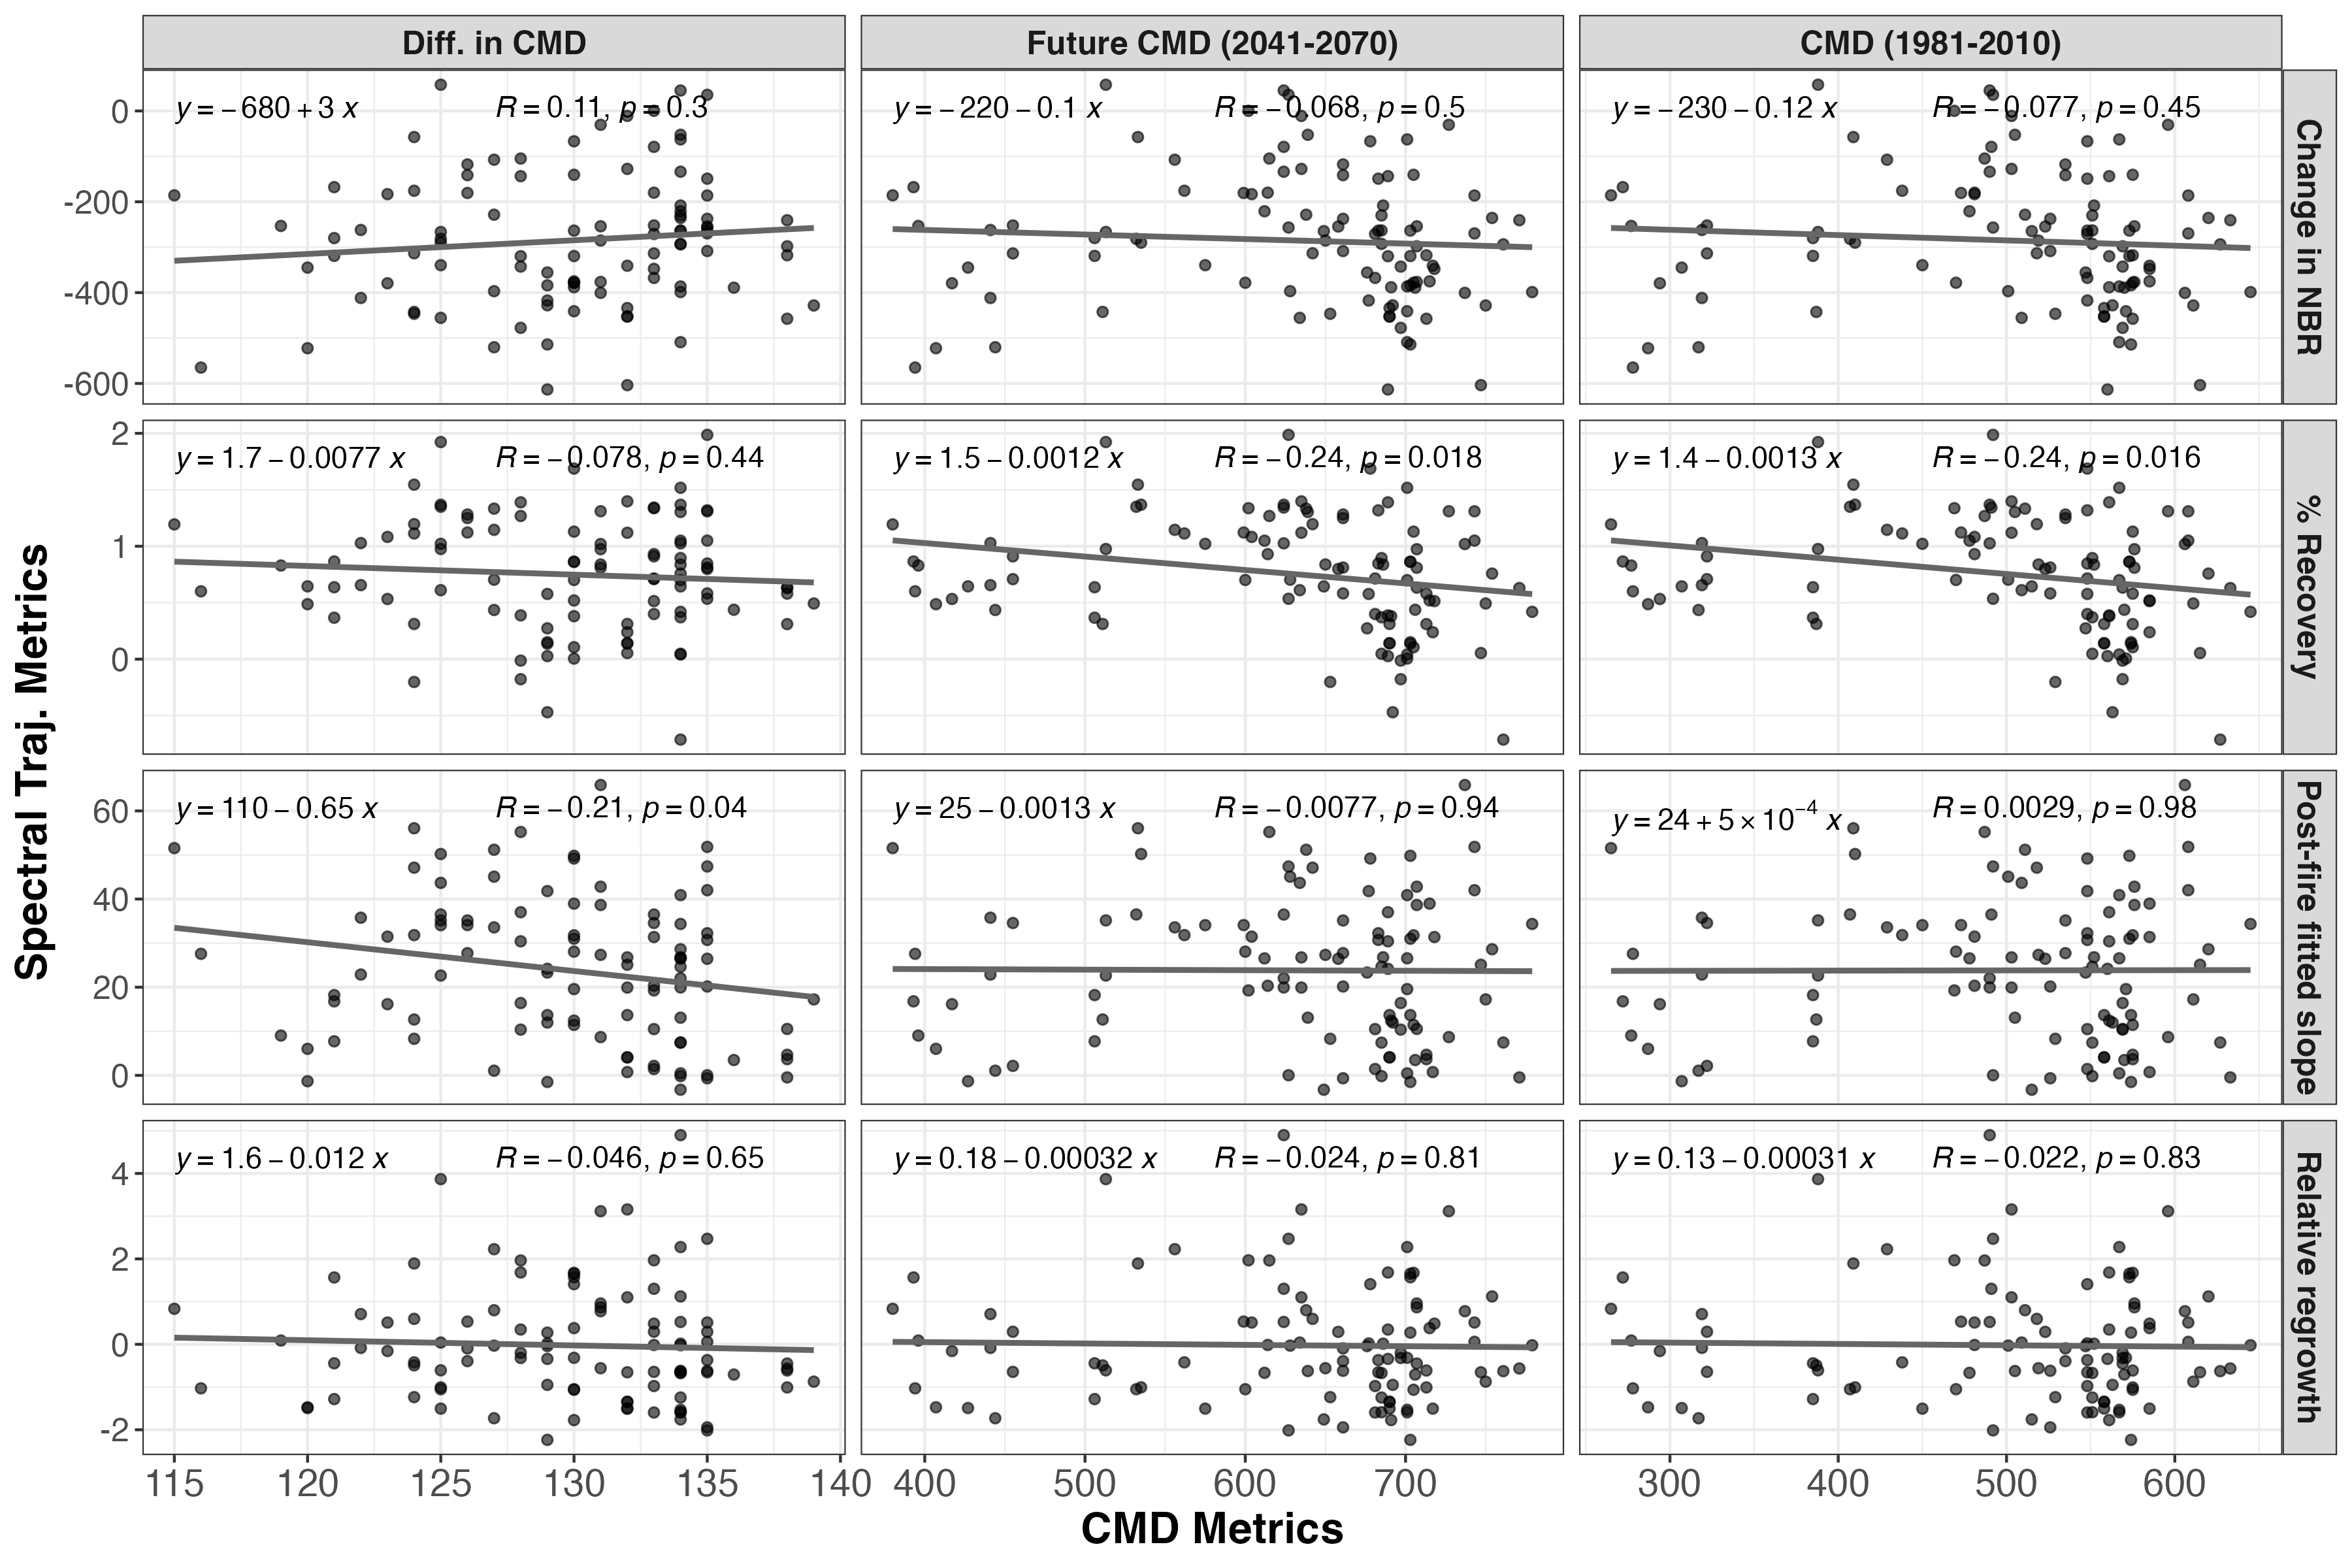 Diff. in CMD
Future CMD (2041-2070)
CMD (1981-2010)
y = −680 + 3 x
R = 0.11, p = 0.3
y = −220 − 0.1 x
R = −0.068, p = 0.5
y = −230 − 0.12 x
R = −0.077, p = 0.45
0
-200
-400
-600
Change in NBR
y = 1.7 − 0.0077 x
R = −0.078, p = 0.44
y = 1.5 − 0.0012 x
R = −0.24, p = 0.018
y = 1.4 − 0.0013 x
R = −0.24, p = 0.016
2
1
0
% Recovery
y = 110 − 0.65 x
R = −0.21, p = 0.04
y = 25 − 0.0013 x
R = −0.0077, p = 0.94
y = 24 + 5 × 10⁻⁴ x
R = 0.0029, p = 0.98
60
40
20
0
Post-fire fitted slope
y = 1.6 − 0.012 x
R = −0.046, p = 0.65
y = 0.18 − 0.00032 x
R = −0.024, p = 0.81
y = 0.13 − 0.00031 x
R = −0.022, p = 0.83
4
2
0
-2
Relative regrowth
Spectral Traj. Metrics
115 120 125 130 135 140
400 500 600 700
300 400 500 600
CMD Metrics